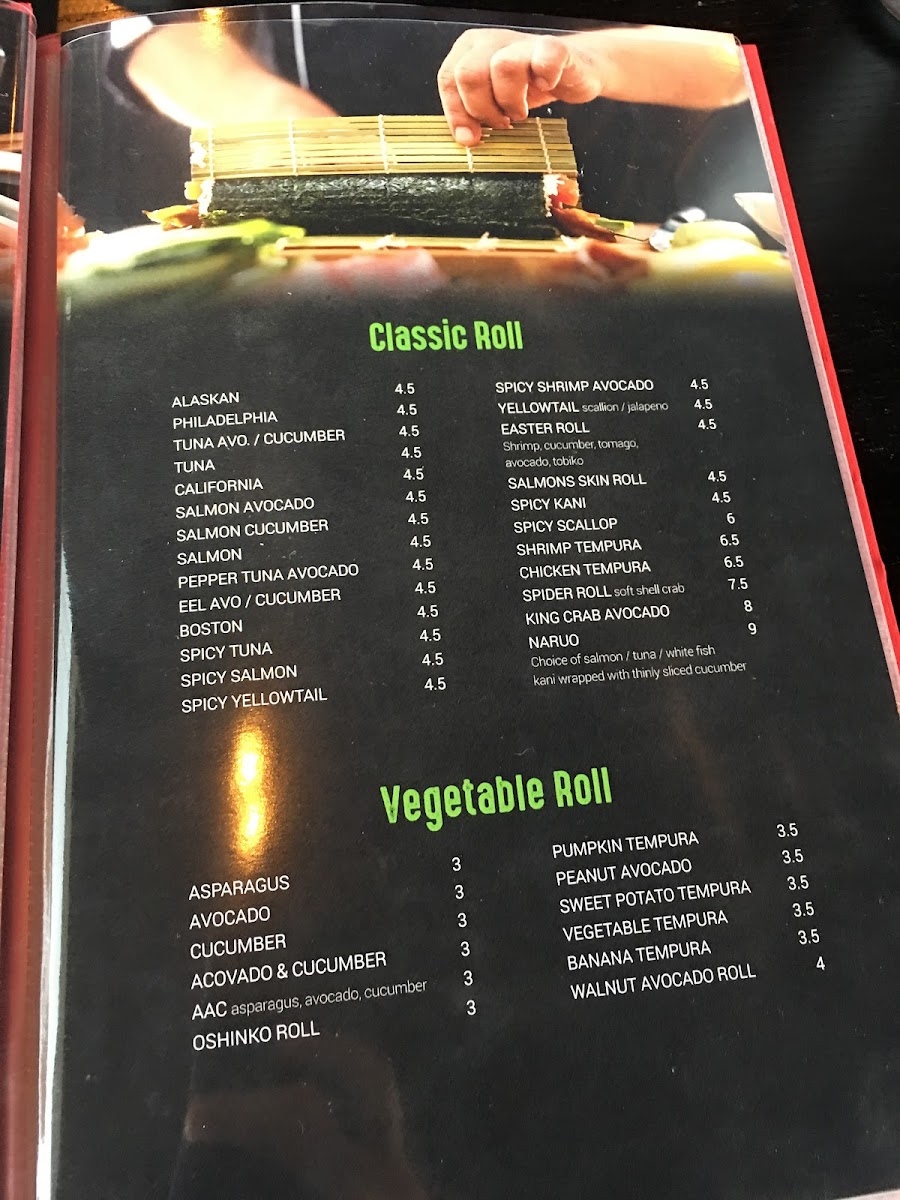 Classic Roll
ALASKAN 4.5
PHILADELPHIA 4.5
TUNA AVO. / CUCUMBER 4.5
TUNA 4.5
CALIFORNIA 4.5
SALMON AVOCADO 4.5
SALMON CUCUMBER 4.5
SALMON 4.5
PEPPER TUNA AVOCADO 4.5
EEL AVO / CUCUMBER 4.5
BOSTON 4.5
SPICY TUNA 4.5
SPICY SALMON 4.5
SPICY YELLOWTAIL 4.5
SPICY SHRIMP AVOCADO 4.5
YELLOWTAIL scallion / jalapeno 4.5
EASTER ROLL 4.5
Shrimp, cucumber, tomago,
avocado, tobiko
SALMONS SKIN ROLL 4.5
SPICY KANI 4.5
SPICY SCALLOP 6
SHRIMP TEMPURA 6.5
CHICKEN TEMPURA 6.5
SPIDER ROLL soft shell crab 7.5
KING CRAB AVOCADO 8
NARUO 9
Choice of salmon / tuna / white fish
kani wrapped with thinly sliced cucumber
Vegetable Roll
ASPARAGUS 3
AVOCADO 3
CUCUMBER 3
ACOVADO & CUCUMBER 3
AAC asparagus, avocado, cucumber 3
OSHINKO ROLL 3
PUMPKIN TEMPURA 3.5
PEANUT AVOCADO 3.5
SWEET POTATO TEMPURA 3.5
VEGETABLE TEMPURA 3.5
BANANA TEMPURA 3.5
WALNUT AVOCADO ROLL 4